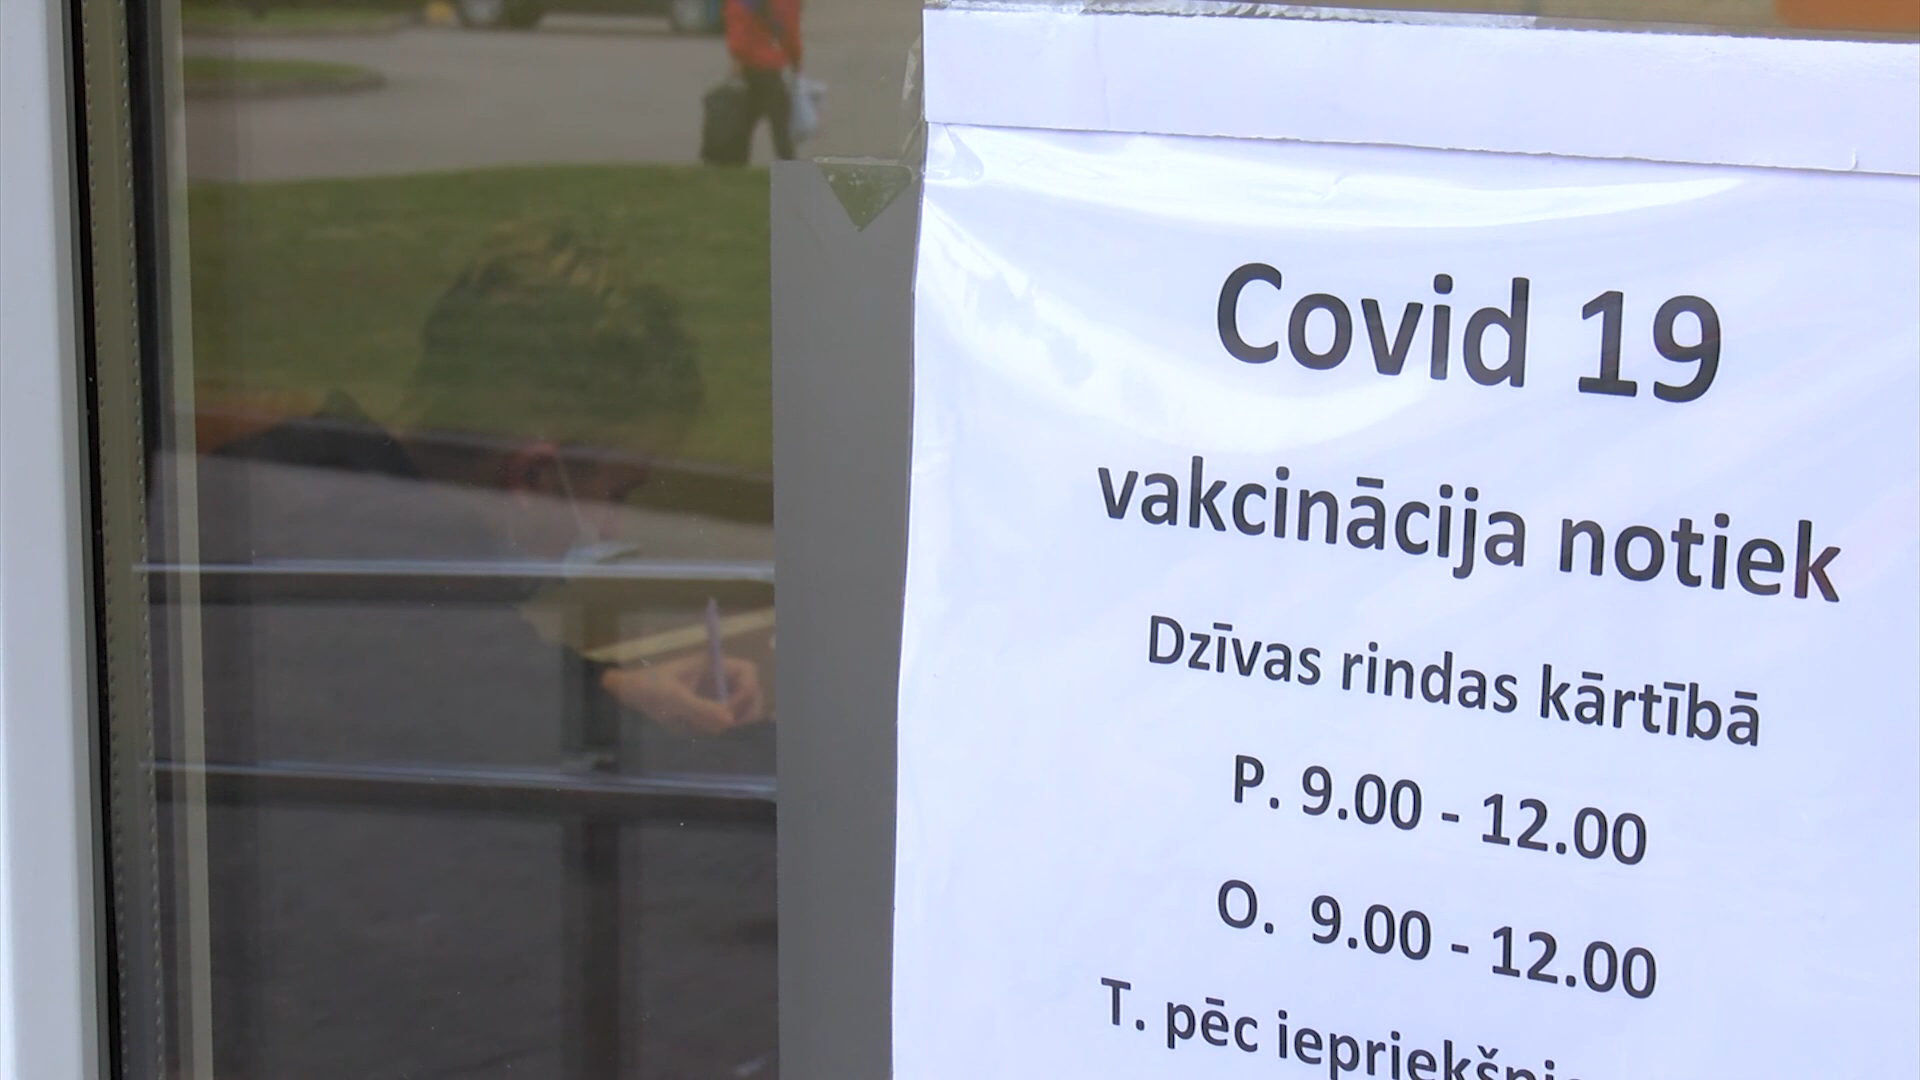 Covid 19
vakcinācija notiek
Dzīvas rindas kārtībā
P. 9.00 - 12.00
O. 9.00 - 12.00
T. pēc